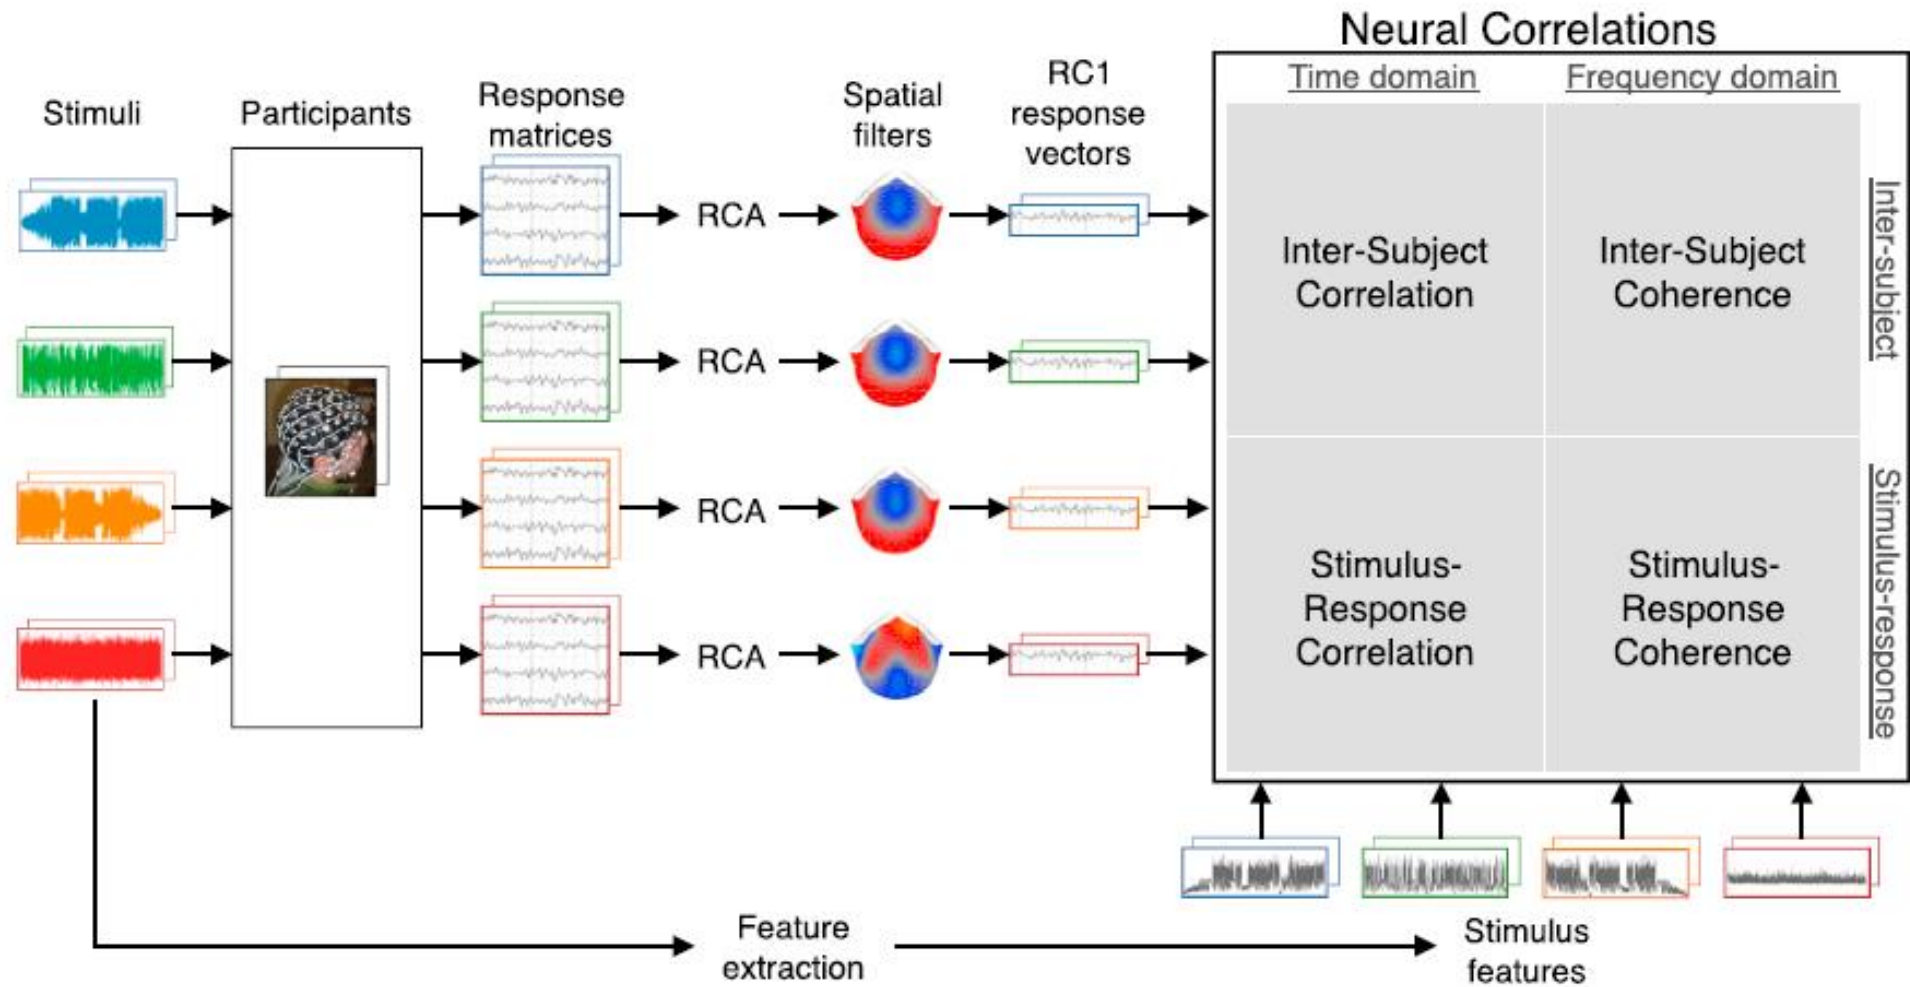 Neural Correlations
Time domain
Frequency domain
Stimuli
Participants
Response
matrices
Spatial
filters
RC1
response
vectors
RCA
RCA
RCA
RCA
Inter-Subject
Correlation
Inter-Subject
Coherence
Inter-subject
Stimulus-
Response
Correlation
Stimulus-
Response
Coherence
Stimulus-response
Feature
extraction
Stimulus
features